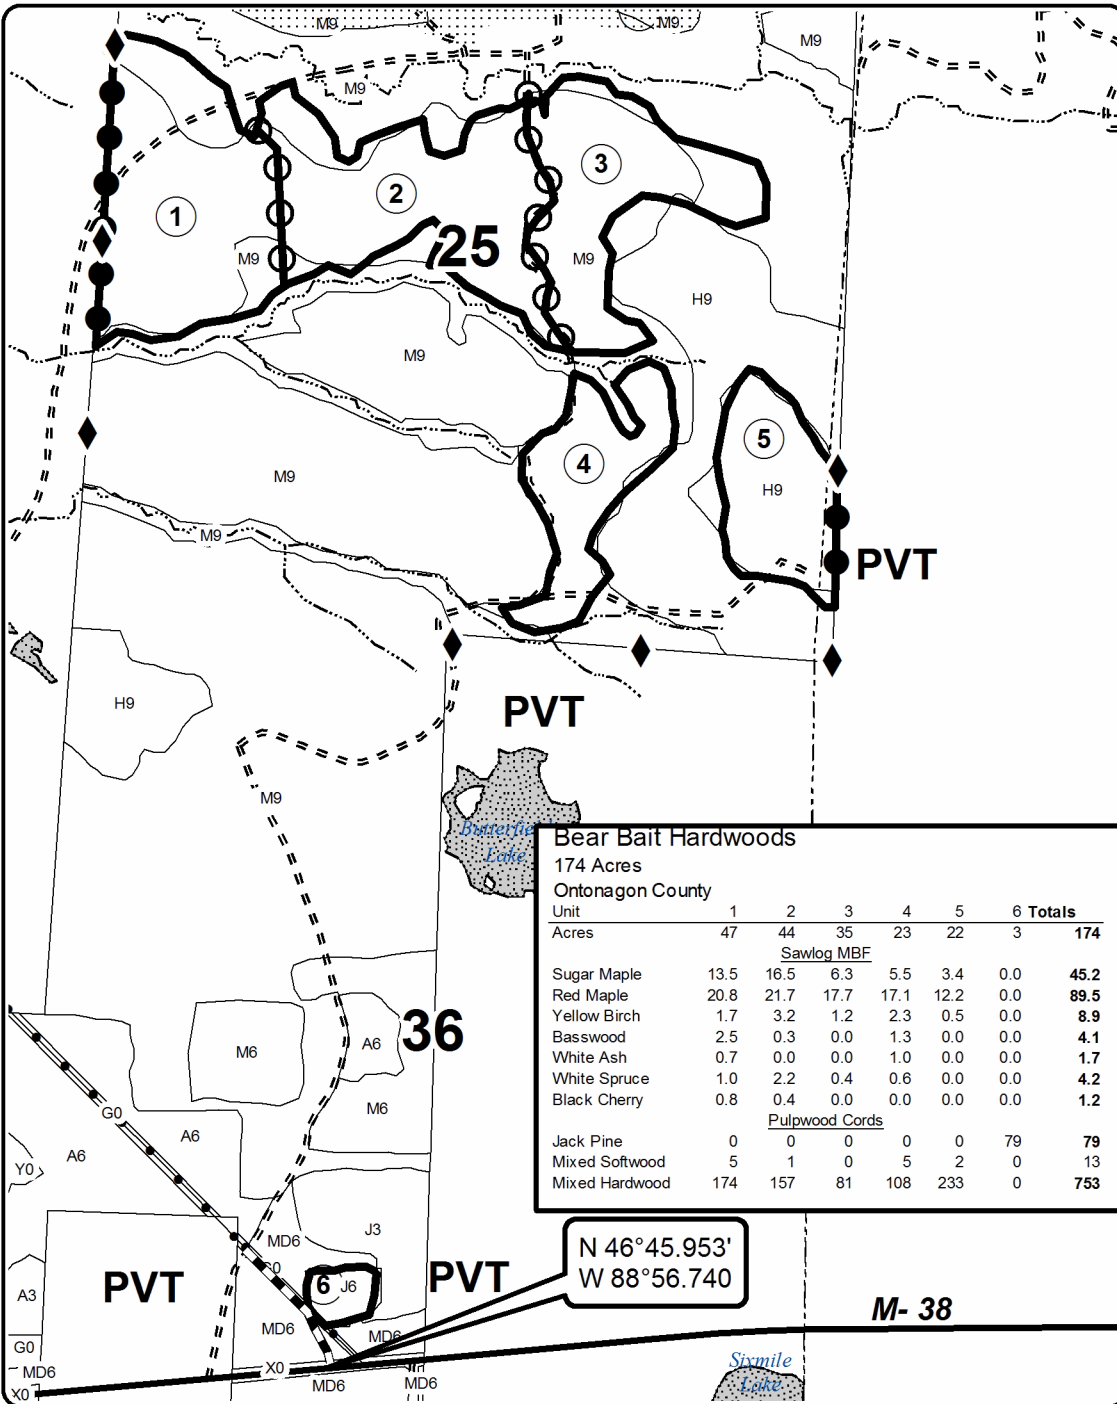 M9
M9
M9
M9
1
2
3
25
M9
M9
H9
M9
4
5
H9
M9
M9
PVT
H9
PVT
M9
Butterfield
Lake
Bear Bait Hardwoods
174 Acres
Ontonagon County
Unit 1 2 3 4 5 6 Totals
Acres 47 44 35 23 22 3 174
Sawlog MBF
Sugar Maple 13.5 16.5 6.3 5.5 3.4 0.0 45.2
Red Maple 20.8 21.7 17.7 17.1 12.2 0.0 89.5
Yellow Birch 1.7 3.2 1.2 2.3 0.5 0.0 8.9
Basswood 2.5 0.3 0.0 1.3 0.0 0.0 4.1
White Ash 0.7 0.0 0.0 1.0 0.0 0.0 1.7
White Spruce 1.0 2.2 0.4 0.6 0.0 0.0 4.2
Black Cherry 0.8 0.4 0.0 0.0 0.0 0.0 1.2
Pulpwood Cords
Jack Pine 0 0 0 0 0 79 79
Mixed Softwood 5 1 0 5 2 0 13
Mixed Hardwood 174 157 81 108 233 0 753
36
M6
A6
M6
G0
A6
A6
Y0
J3
MD6
G0
PVT
6
J6
PVT
N 46°45.953'
W 88°56.740
A3
MD6
MD6
M- 38
G0
MD6
X0
MD6
MD6
X0
Sixmile
Lake